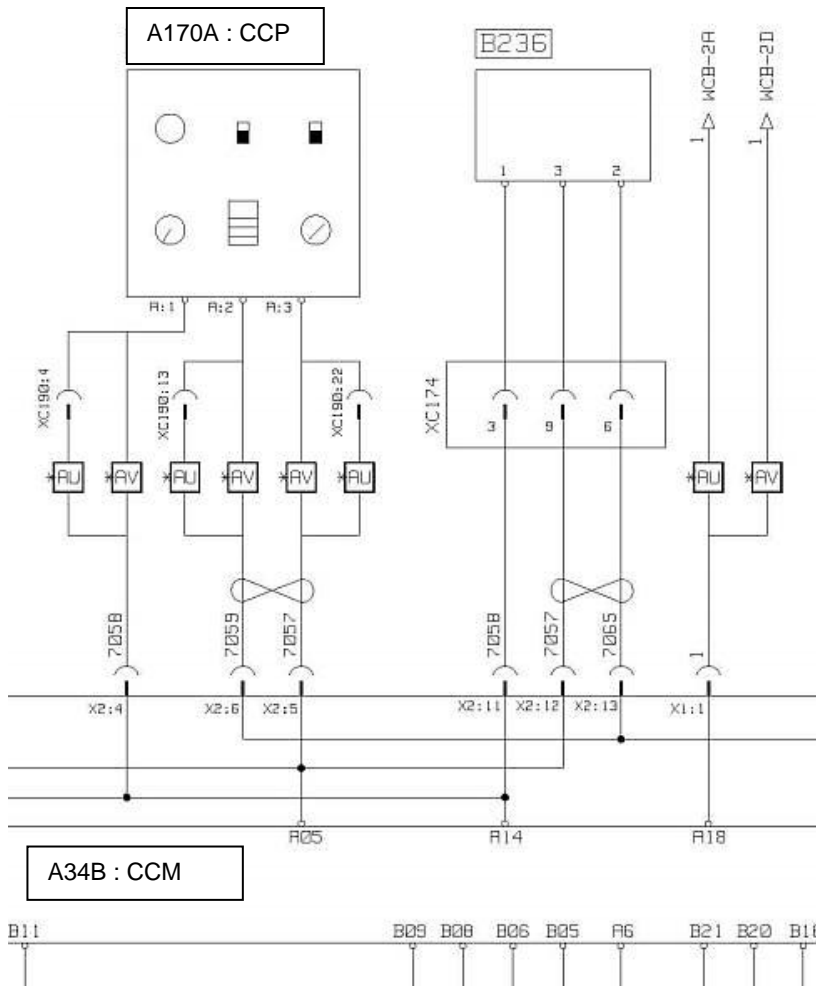 A170A : CCP
B236
WCB-2A
WCB-2D
1
1
1 3 2
A:1 A:2 A:3
XC190:4
XC190:13
XC190:22
XC174
3 9 6
*AU *AV *AU *AV *AV *AU *AU *AV
7058
7059
7057
7058
7057
7065
1
X2:4 X2:6 X2:5 X2:11 X2:12 X2:13 X1:1
A05 A14 A18
A34B : CCM
B11 B09 B08 B06 B05 A6 B21 B20 B16